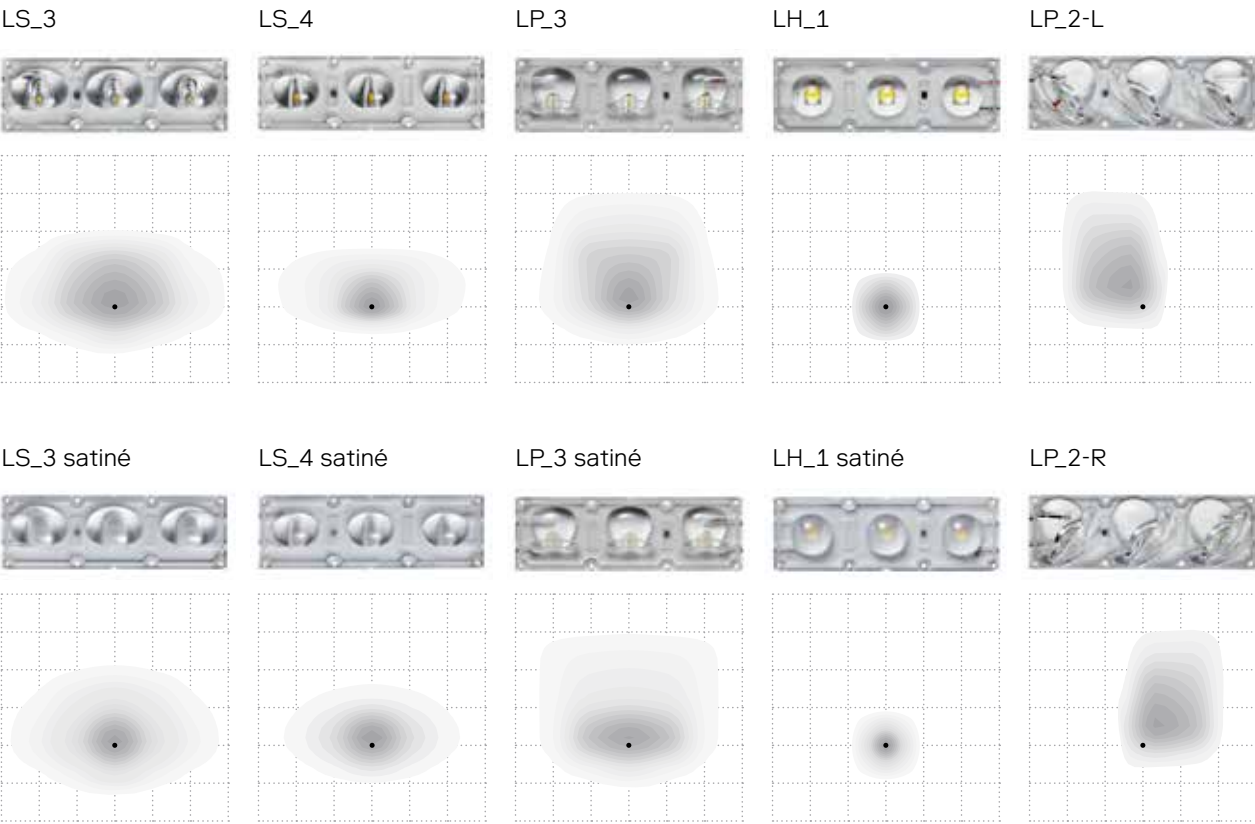 LS_3
LS_4
LP_3
LH_1
LP_2-L
LS_3 satiné
LS_4 satiné
LP_3 satiné
LH_1 satiné
LP_2-R